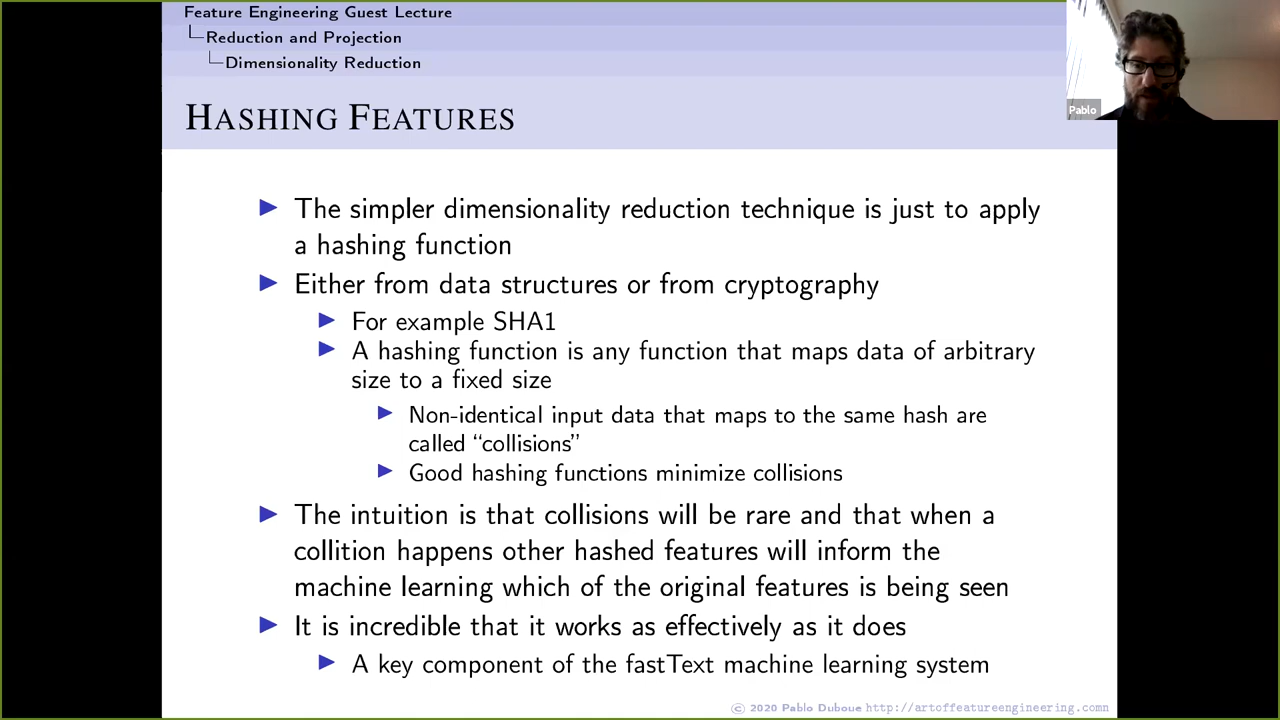 Feature Engineering Guest Lecture
Reduction and Projection
Dimensionality Reduction
HASHING FEATURES
Pablo
The simpler dimensionality reduction technique is just to apply
a hashing function
Either from data structures or from cryptography
For example SHA1
A hashing function is any function that maps data of arbitrary
size to a fixed size
Non-identical input data that maps to the same hash are
called “collisions”
Good hashing functions minimize collisions
The intuition is that collisions will be rare and that when a
collition happens other hashed features will inform the
machine learning which of the original features is being seen
It is incredible that it works as effectively as it does
A key component of the fastText machine learning system
© 2020 Pablo Duboue http://artoffeatureengineering.comn